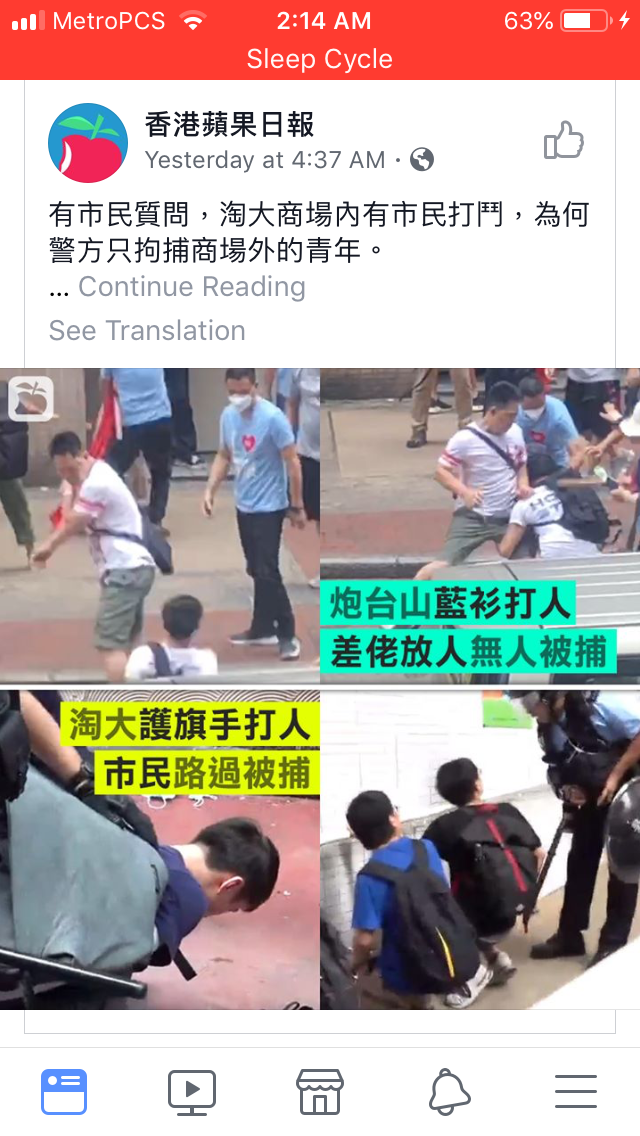 MetroPCS 2:14 AM 63%
Sleep Cycle
香港蘋果日報
Yesterday at 4:37 AM ·
有市民質問，淘大商場內有市民打鬥，為何
警方只拘捕商場外的青年。
... Continue Reading
See Translation
炮台山藍衫打人
差佬放人無人被捕
淘大護旗手打人
市民路過被捕